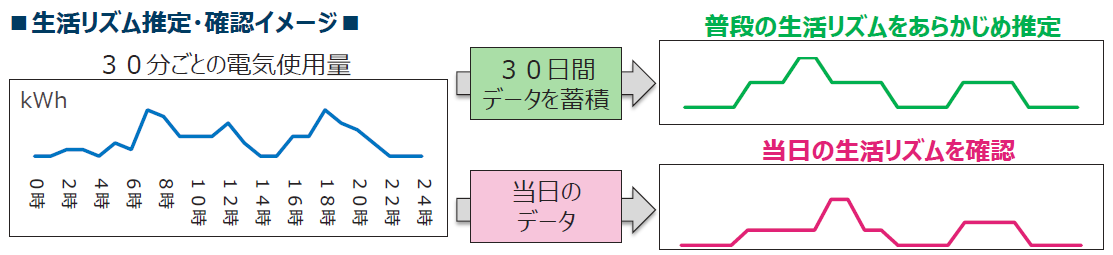 ■生活リズム推定・確認イメージ■
３０分ごとの電気使用量
kWh
0時
2時
4時
6時
8時
10時
12時
14時
16時
18時
20時
22時
24時
３０日間
データを蓄積
普段の生活リズムをあらかじめ推定
当日の
データ
当日の生活リズムを確認